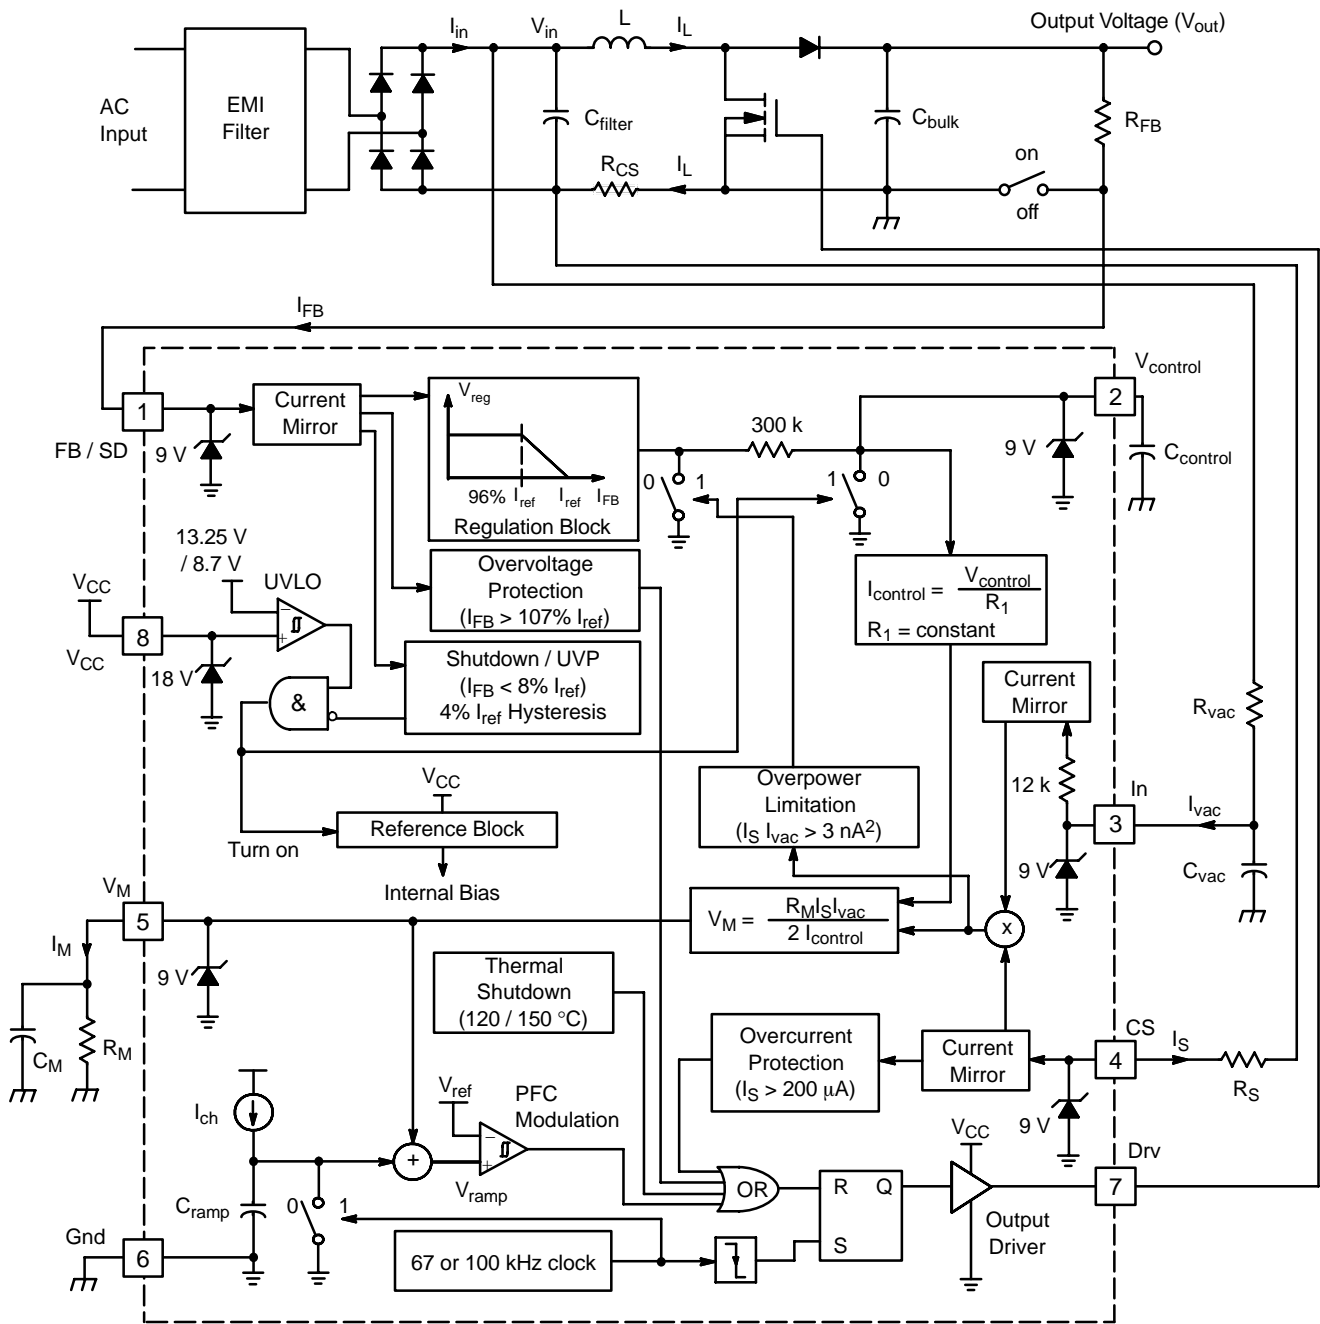 Output Voltage (Vout)
AC
Input
EMI
Filter
Iin
Vin
L
IL
Cfilter
RCS
IL
Cbulk
RFB
on
off
IFB
1
FB / SD
9 V
Current
Mirror
Vreg
96% Iref
Iref
IFB
Regulation Block
0
1
300 k
1
0
9 V
Vcontrol
2
Ccontrol
13.25 V
/ 8.7 V
UVLO
VCC
8
VCC
18 V
−
+
&
Overvoltage
Protection
(IFB > 107% Iref)
Shutdown / UVP
(IFB < 8% Iref)
4% Iref Hysteresis
Icontrol = Vcontrol
R1
R1 = constant
Current
Mirror
12 k
Rvac
In
3
Ivac
9 V
Cvac
Overpower
Limitation
(IS Ivac > 3 nA2)
VCC
Reference Block
Turn on
Internal Bias
VM
5
IM
9 V
CM
RM
VM = RMISIvac
2 Icontrol
x
Thermal
Shutdown
(120 / 150 °C)
Overcurrent
Protection
(IS > 200 μA)
Current
Mirror
CS
4
IS
RS
9 V
Ich
Vref
PFC
Modulation
−
+
+
Vramp
Cramp
0
1
Gnd
6
67 or 100 kHz clock
OR
R
Q
S
VCC
Output
Driver
Drv
7